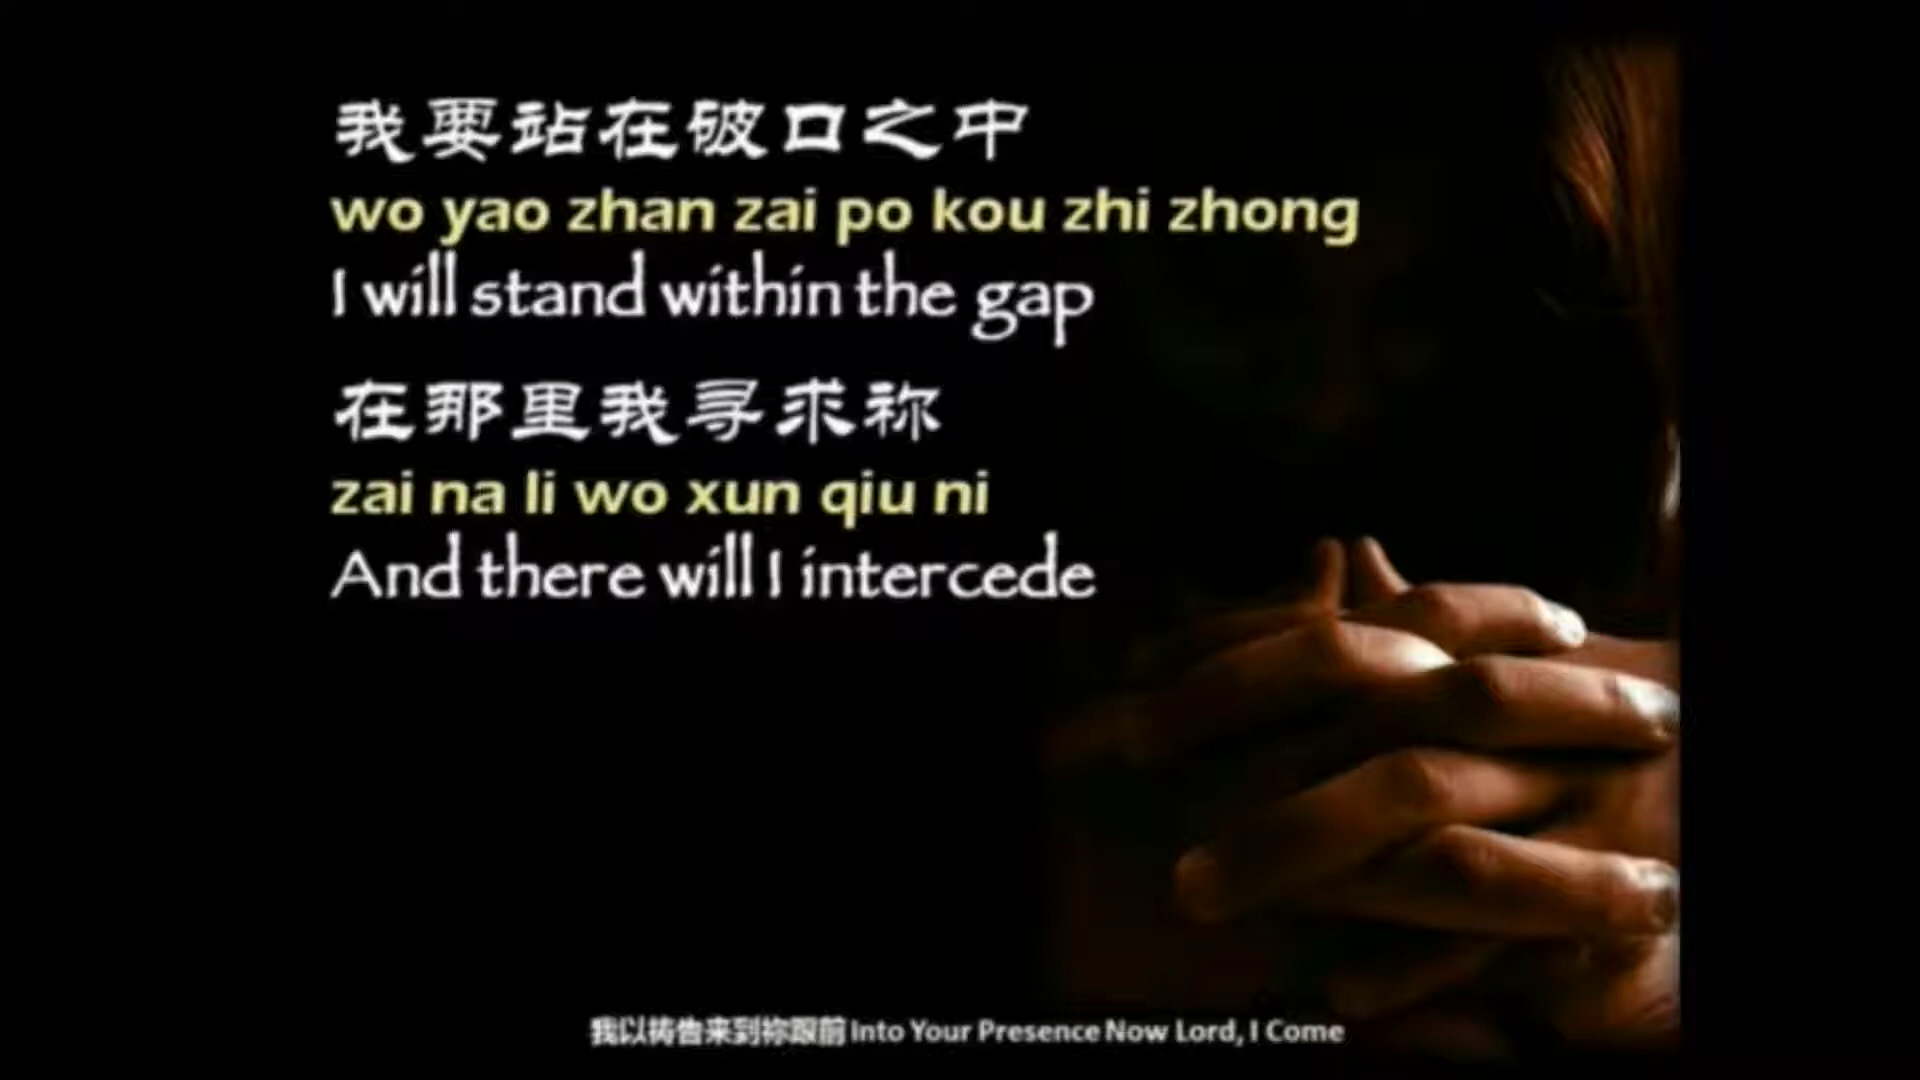 我要站在破口之中
wo yao zhan zai po kou zhi zhong
I will stand within the gap
在那里我寻求祢
zai na li wo xun qiu ni
And there will I intercede
我以祷告来到祢跟前 Into Your Presence Now Lord, I Come